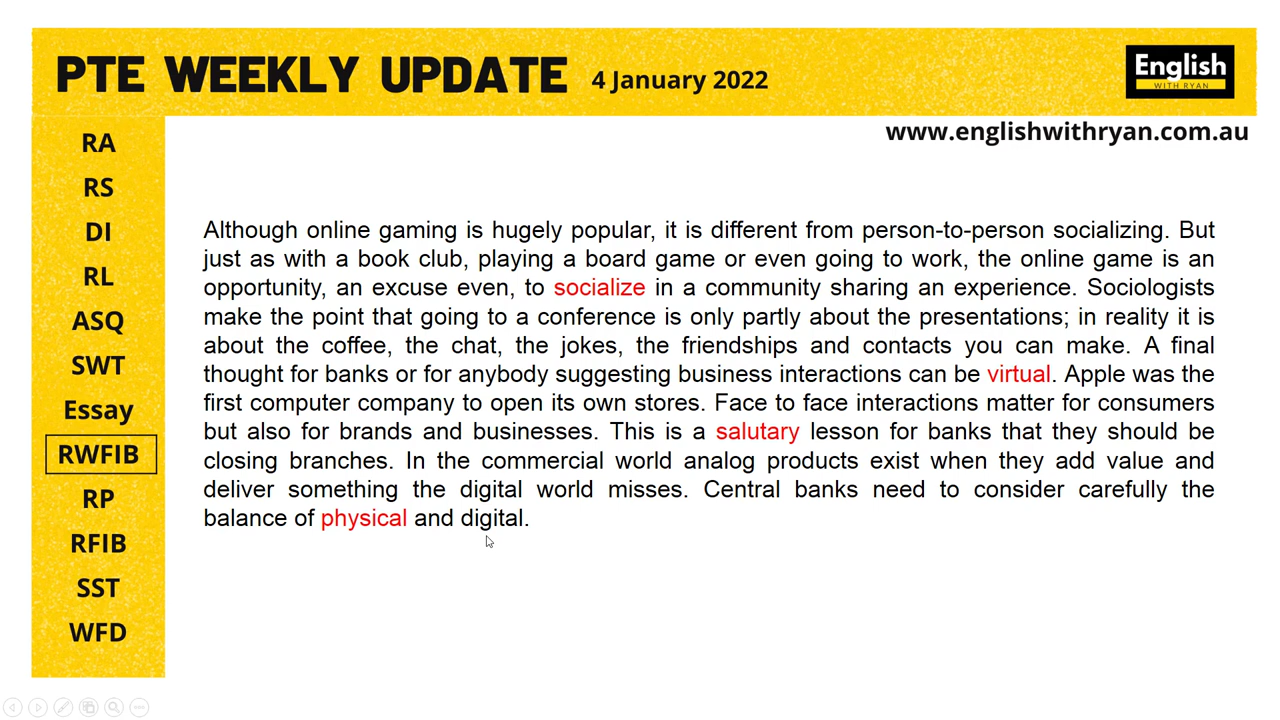 PTE WEEKLY UPDATE 4 January 2022
English
WITH RYAN
www.englishwithryan.com.au
RA
RS
DI
RL
ASQ
SWT
Essay
RWFIB
RP
RFIB
SST
WFD
Although online gaming is hugely popular, it is different from person-to-person socializing. But
just as with a book club, playing a board game or even going to work, the online game is an
opportunity, an excuse even, to socialize in a community sharing an experience. Sociologists
make the point that going to a conference is only partly about the presentations; in reality it is
about the coffee, the chat, the jokes, the friendships and contacts you can make. A final
thought for banks or for anybody suggesting business interactions can be virtual. Apple was the
first computer company to open its own stores. Face to face interactions matter for consumers
but also for brands and businesses. This is a salutary lesson for banks that they should be
closing branches. In the commercial world analog products exist when they add value and
deliver something the digital world misses. Central banks need to consider carefully the
balance of physical and digital.